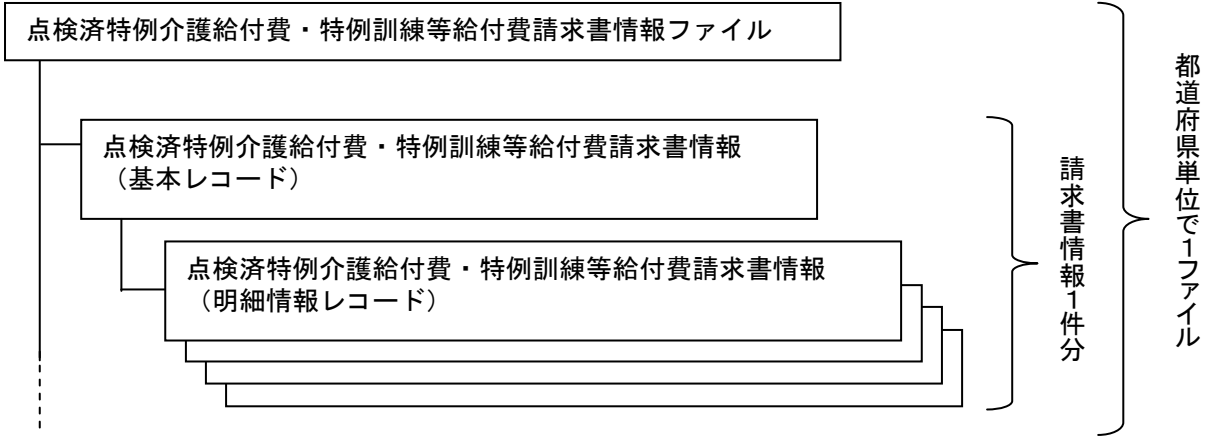 点検済特例介護給付費・特例訓練等給付費請求書情報ファイル
点検済特例介護給付費・特例訓練等給付費請求書情報
（基本レコード）
点検済特例介護給付費・特例訓練等給付費請求書情報
（明細情報レコード）
請求書情報１件分
都道府県単位で１ファイル